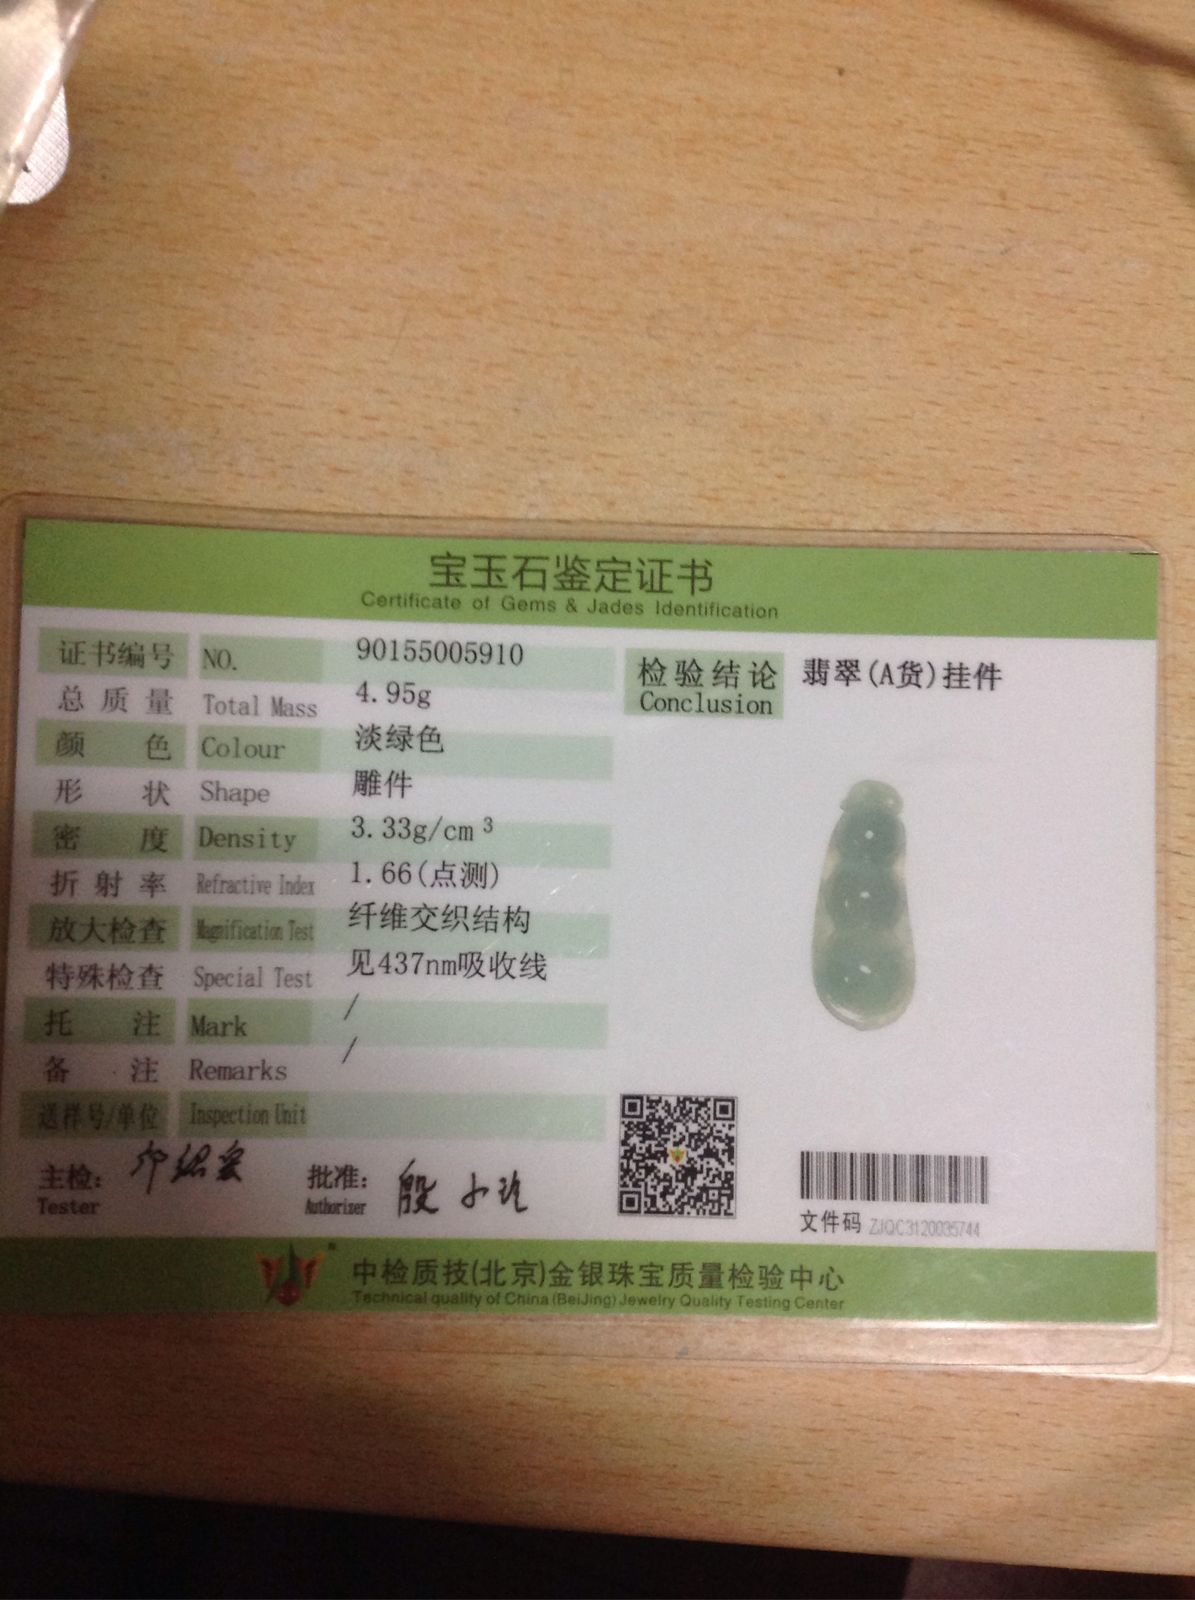 宝玉石鉴定证书
Certificate of Gems & Jades Identification
证书编号 NO. 90155005910
总质量 Total Mass 4.95g
颜色 Colour 淡绿色
形状 Shape 雕件
密度 Density 3.33g/cm³
折射率 Refractive Index 1.66(点测)
放大检查 Magnification Test 纤维交织结构
特殊检查 Special Test 见437nm吸收线
托注 Mark /
备注 Remarks /
送样号/单位 Inspection Unit
主检:
Tester
批准: 殷小玲
Authorizer
检验结论 翡翠(A货)挂件
Conclusion
文件码 ZJQC3120035744
中检质技(北京)金银珠宝质量检验中心
Technical quality of China (BeiJing) Jewelry Quality Testing Center